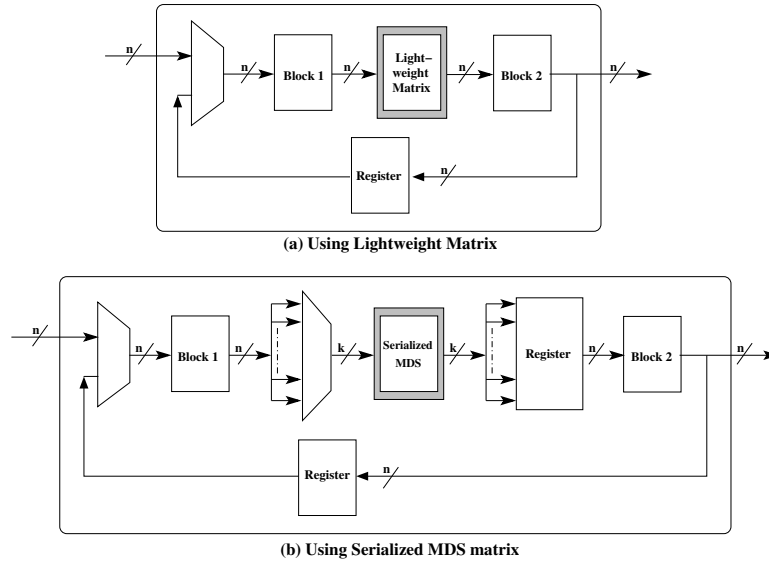 n
n
Block 1
n
Light-
weight
Matrix
n
Block 2
n
Register
n
(a) Using Lightweight Matrix
n
n
Block 1
n
k
Serialized
MDS
k
Register
n
Block 2
n
Register
n
(b) Using Serialized MDS matrix